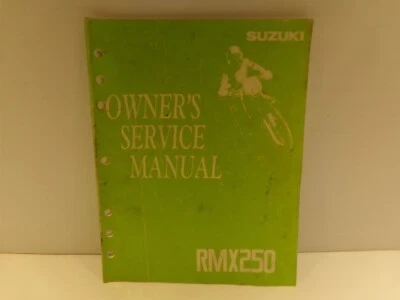 SUZUKI
OWNER'S
SERVICE
MANUAL
RMX250